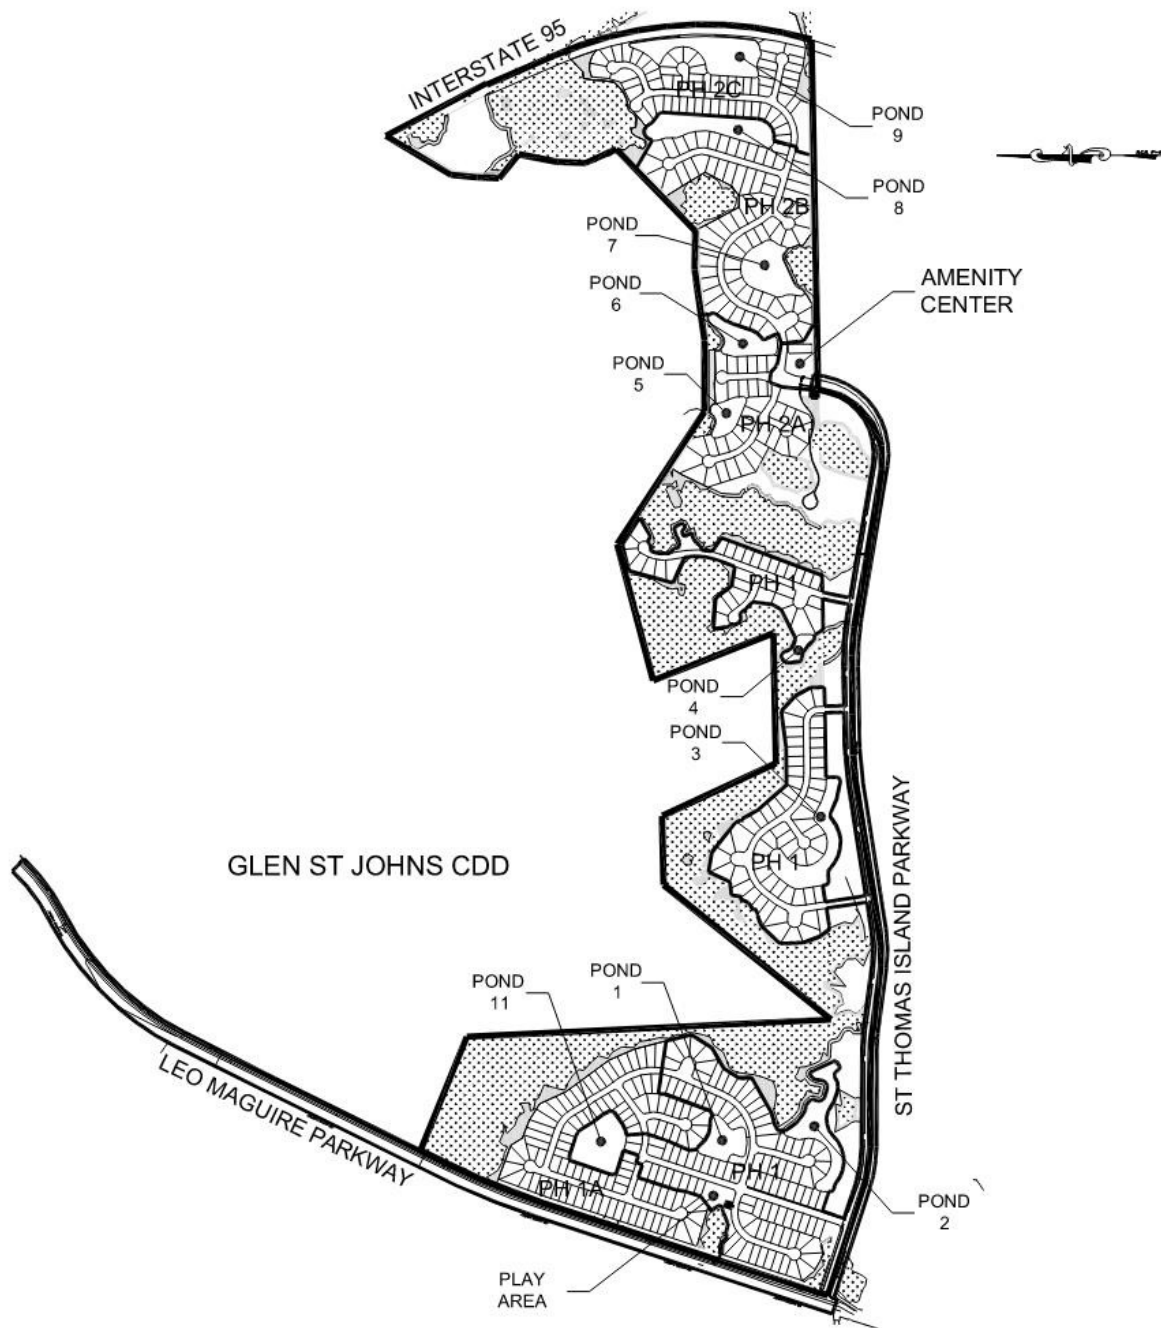 INTERSTATE 95
PH 2C
POND
9
POND
8
PH 2B
POND
7
POND
6
AMENITY
CENTER
POND
5
PH 2A
PH 1
POND
4
POND
3
PH 1
GLEN ST JOHNS CDD
ST THOMAS ISLAND PARKWAY
POND
11
POND
1
LEO MAGUIRE PARKWAY
PH 1
PH 1A
POND
2
PLAY
AREA